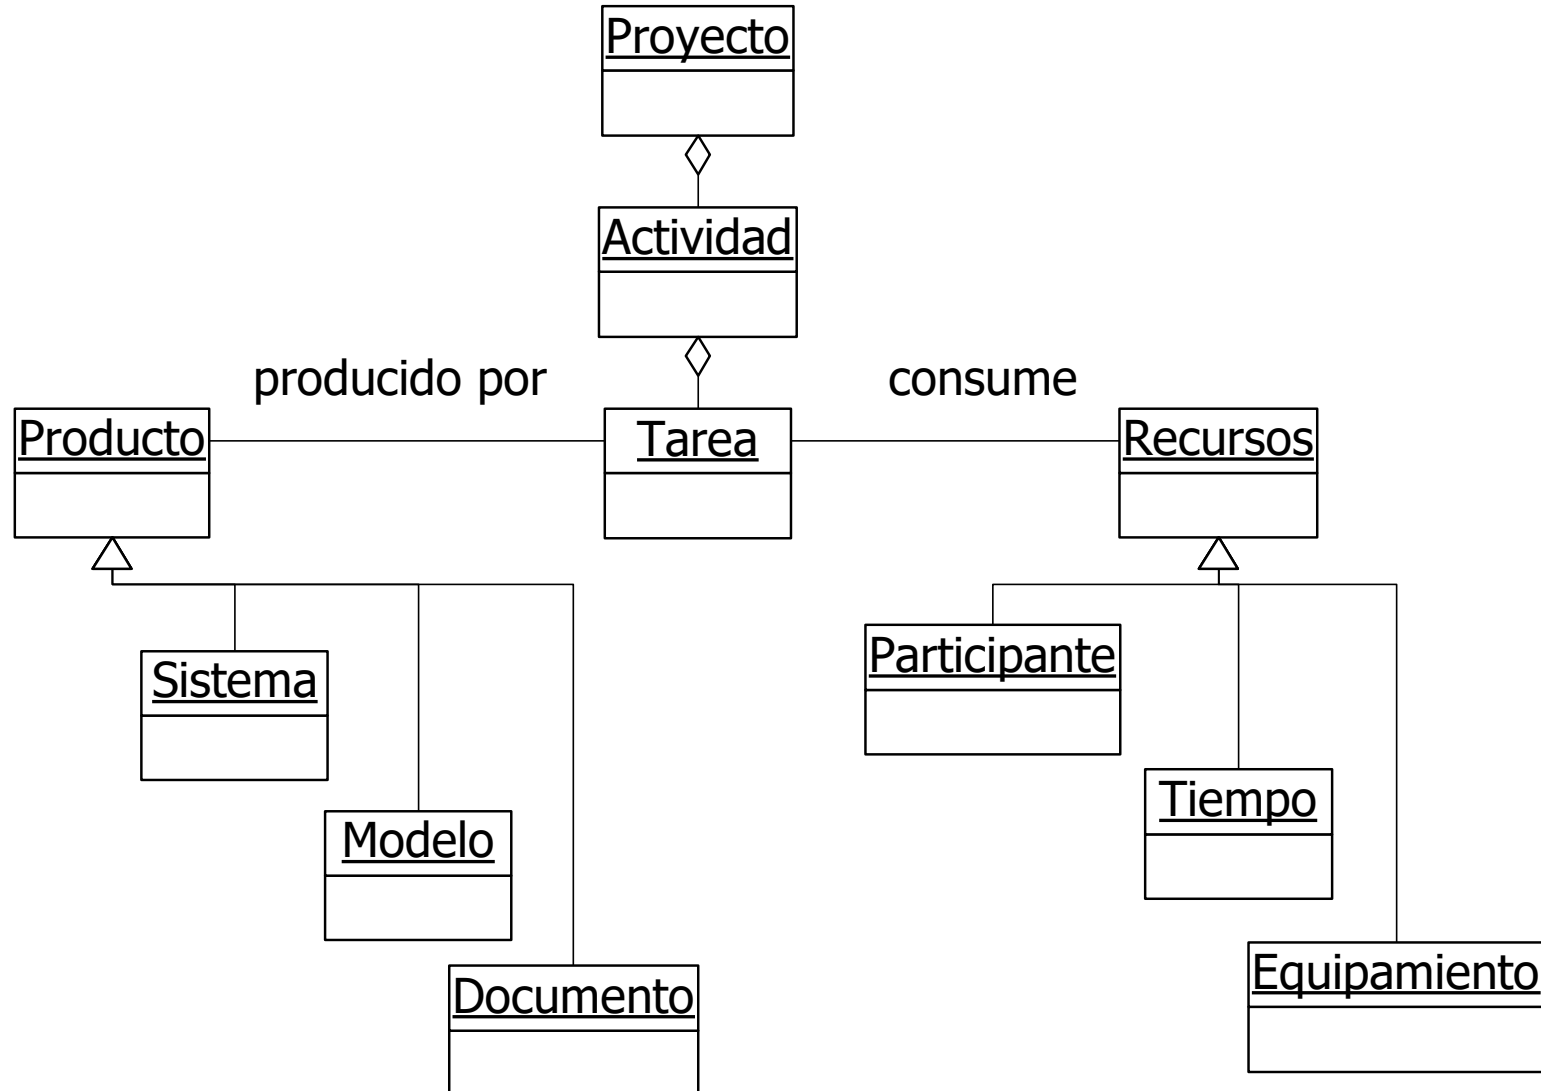 Proyecto
Actividad
producido por
consume
Producto
Tarea
Recursos
Participante
Sistema
Tiempo
Modelo
Equipamiento
Documento